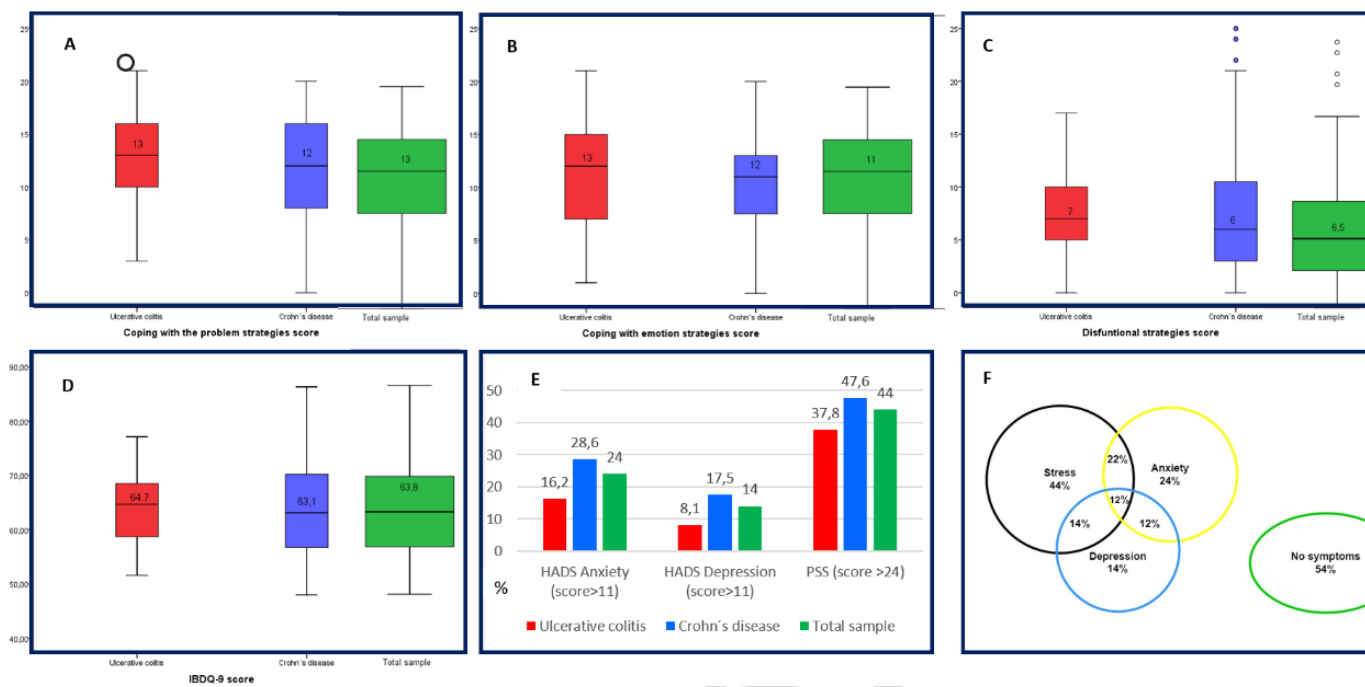 A
25
20
15
10
5
0
13
12
13
Ulcerative colitis
Crohn´s disease
Total sample
Coping with the problem strategies score
B
25
20
15
10
5
0
13
12
11
Ulcerative colitis
Crohn´s disease
Total sample
Coping with emotion strategies score
C
25
20
15
10
5
0
7
6
6,5
Ulcerative colitis
Crohn´s disease
Total sample
Disfuntional strategies score
D
90,00
80,00
70,00
60,00
50,00
40,00
64,7
63,1
63,8
Ulcerative colitis
Crohn´s disease
Total sample
IBDQ-9 score
E
50
40
30
20
10
0
%
16,2
28,6
24
8,1
17,5
14
37,8
47,6
44
HADS Anxiety
(score>11)
HADS Depression
(score>11)
PSS (score >24)
Ulcerative colitis
Crohn´s disease
Total sample
F
Stress
44%
22%
Anxiety
24%
12%
14%
12%
Depression
14%
No symptoms
54%